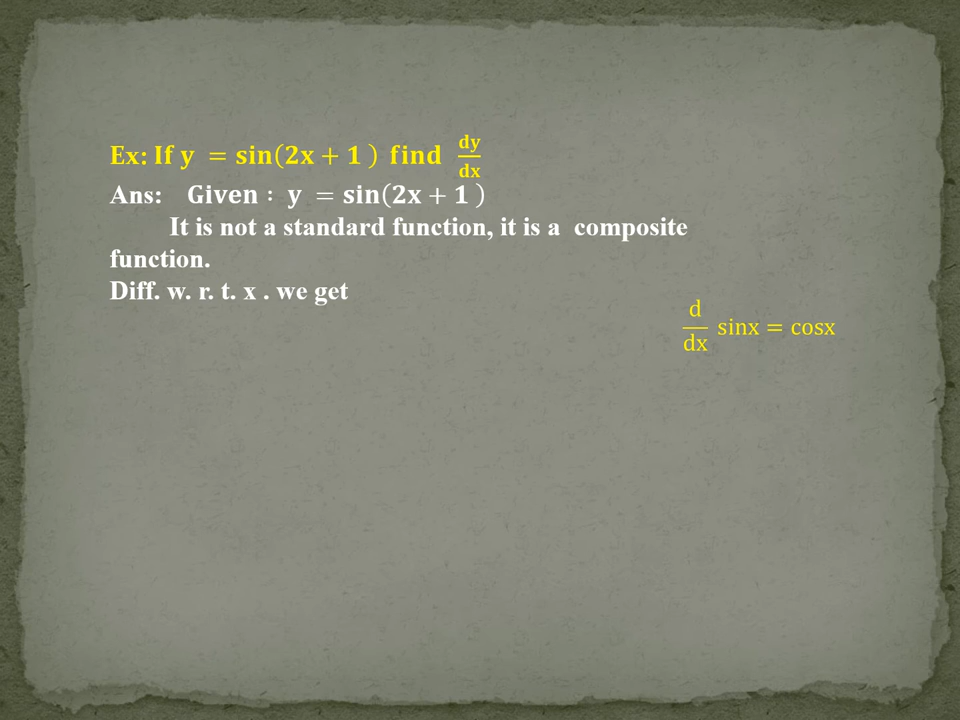 Ex: If y = sin(2x + 1 ) find dy/dx
Ans: Given : y = sin(2x + 1 )
It is not a standard function, it is a composite
function.
Diff. w. r. t. x . we get
d/dx sinx = cosx